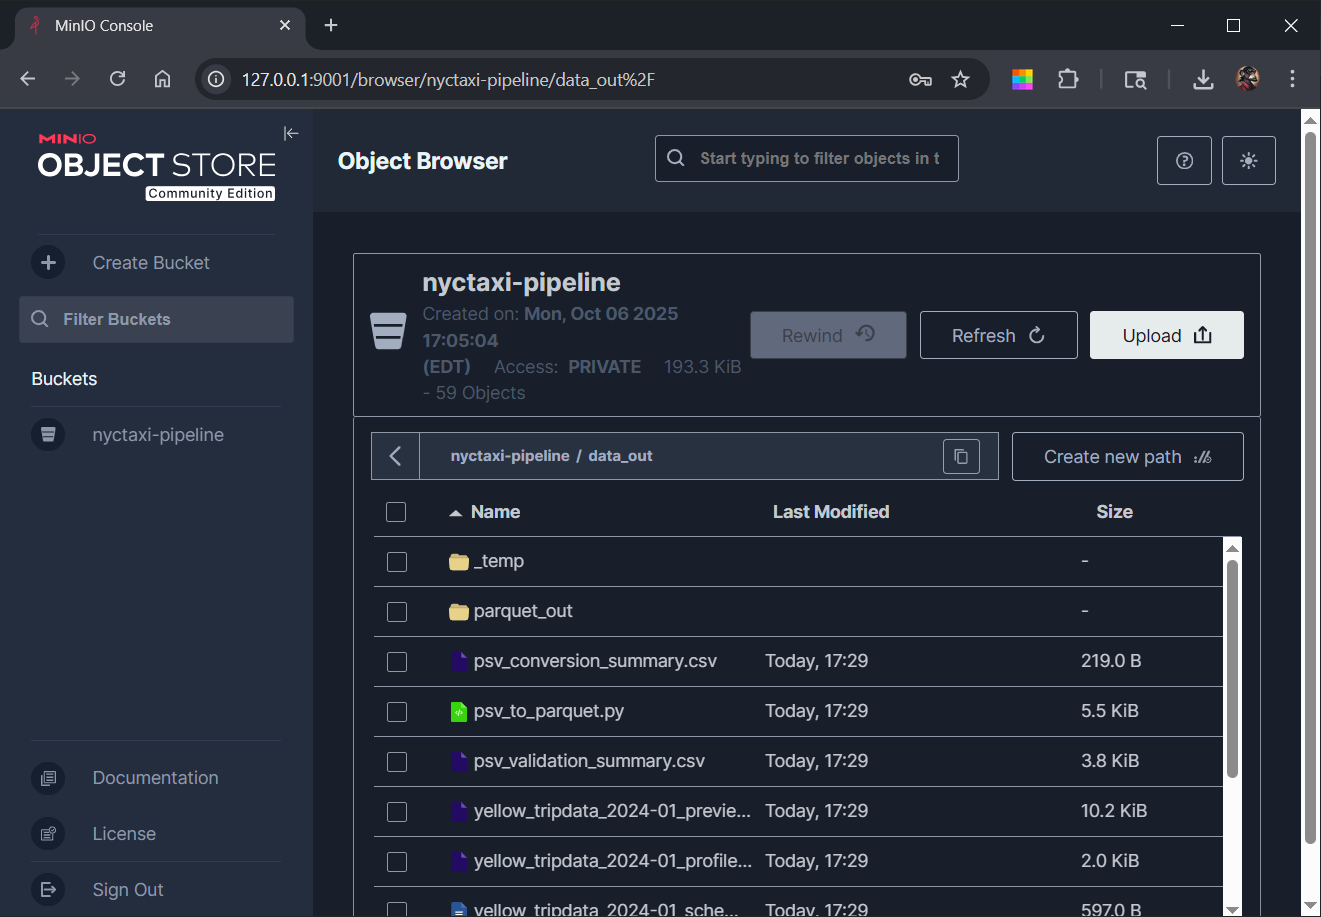 MinIO Console
127.0.0.1:9001/browser/nyctaxi-pipeline/data_out%2F
MINIO
OBJECT STORE
Community Edition
Object Browser
Start typing to filter objects in t
Create Bucket
Filter Buckets
Buckets
nyctaxi-pipeline
Documentation
License
Sign Out
nyctaxi-pipeline
Created on: Mon, Oct 06 2025
17:05:04
(EDT) Access: PRIVATE 193.3 KiB
- 59 Objects
Rewind
Refresh
Upload
nyctaxi-pipeline / data_out
Create new path
Name Last Modified Size
_temp -
parquet_out -
psv_conversion_summary.csv Today, 17:29 219.0 B
psv_to_parquet.py Today, 17:29 5.5 KiB
psv_validation_summary.csv Today, 17:29 3.8 KiB
yellow_tripdata_2024-01_previe... Today, 17:29 10.2 KiB
yellow_tripdata_2024-01_profile... Today, 17:29 2.0 KiB
yellow_tripdata_2024-01_sche... Today, 17:29 597.0 B